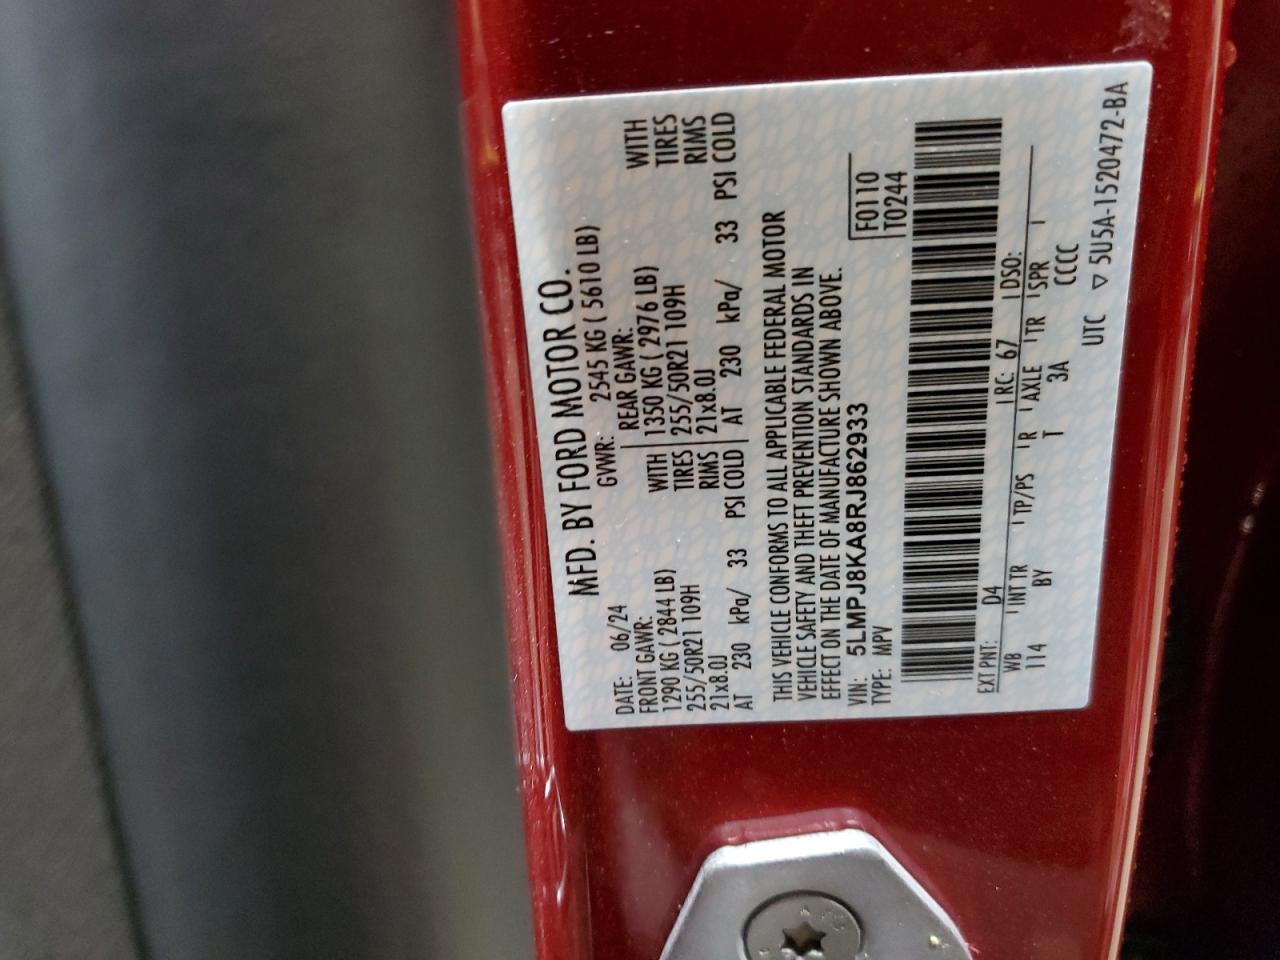 MFD. BY FORD MOTOR CO.
DATE: 06/24 GVWR: 2545 KG ( 5610 LB)
FRONT GAWR: REAR GAWR:
1290 KG ( 2844 LB) WITH 1350 KG ( 2976 LB) WITH
255/50R21 109H TIRES 255/50R21 109H TIRES
21x8.0J RIMS 21x8.0J RIMS
AT 230 kPa/ 33 PSI COLD AT 230 kPa/ 33 PSI COLD
THIS VEHICLE CONFORMS TO ALL APPLICABLE FEDERAL MOTOR
VEHICLE SAFETY AND THEFT PREVENTION STANDARDS IN
EFFECT ON THE DATE OF MANUFACTURE SHOWN ABOVE.
VIN: 5LMPJ8KA8RJ862933 F0110
TYPE: MPV T0244
EXT PNT: D4 RC: 67 DSO:
WB INT TR TP/PS R AXLE TR SPR
114 BY T 3A CCCC
UTC ▽ 5U5A-1520472-BA